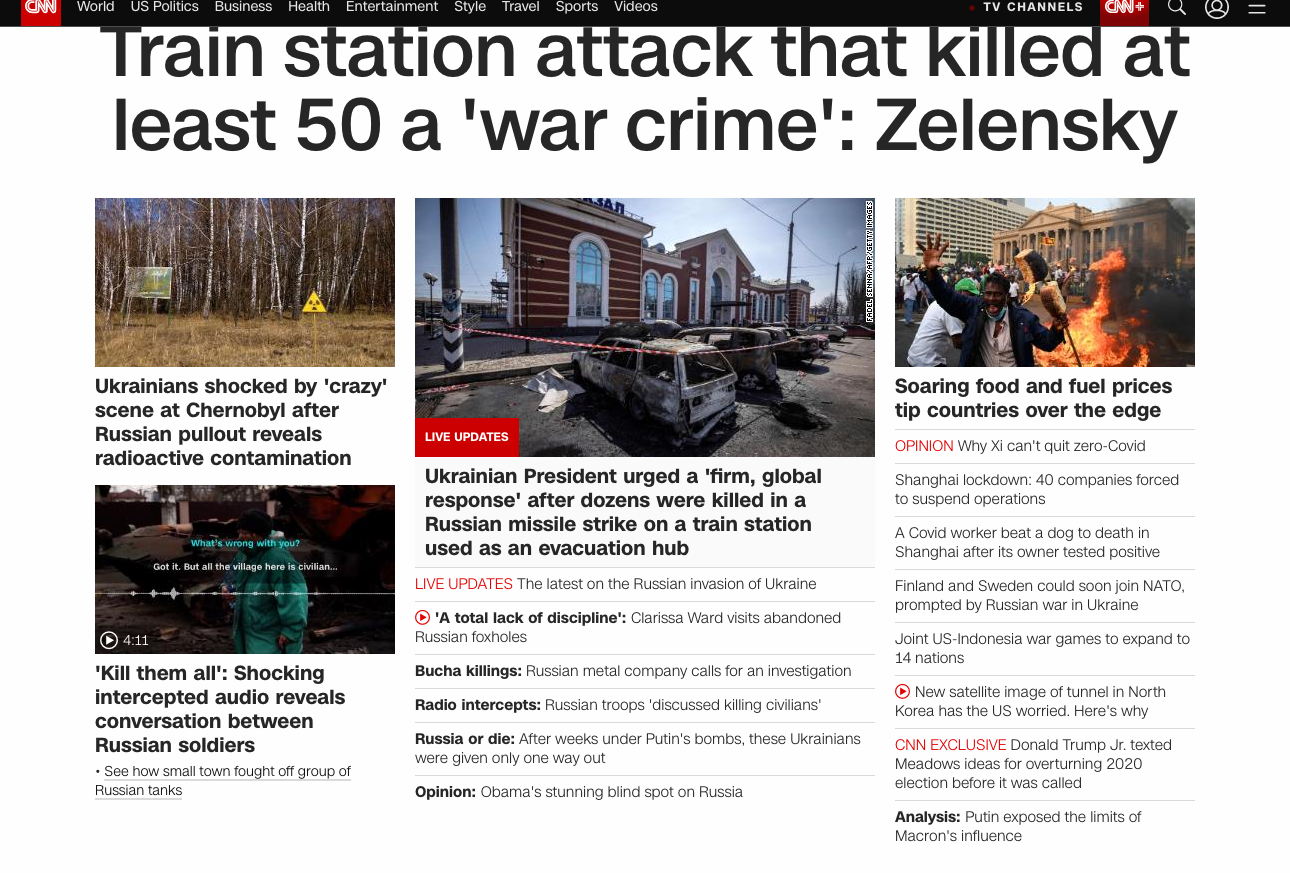 CNN World US Politics Business Health Entertainment Style Travel Sports Videos TV CHANNELS CNN+
Train station attack that killed at
least 50 a 'war crime': Zelensky
Ukrainians shocked by 'crazy'
scene at Chernobyl after
Russian pullout reveals
radioactive contamination
What's wrong with you?
Got it. But all the village here is civilian...
4:11
'Kill them all': Shocking
intercepted audio reveals
conversation between
Russian soldiers
• See how small town fought off group of
Russian tanks
FADEL SENNA/AFP/GETTY IMAGES
LIVE UPDATES
Ukrainian President urged a 'firm, global
response' after dozens were killed in a
Russian missile strike on a train station
used as an evacuation hub
LIVE UPDATES The latest on the Russian invasion of Ukraine
'A total lack of discipline': Clarissa Ward visits abandoned
Russian foxholes
Bucha killings: Russian metal company calls for an investigation
Radio intercepts: Russian troops 'discussed killing civilians'
Russia or die: After weeks under Putin's bombs, these Ukrainians
were given only one way out
Opinion: Obama's stunning blind spot on Russia
Soaring food and fuel prices
tip countries over the edge
OPINION Why Xi can't quit zero-Covid
Shanghai lockdown: 40 companies forced
to suspend operations
A Covid worker beat a dog to death in
Shanghai after its owner tested positive
Finland and Sweden could soon join NATO,
prompted by Russian war in Ukraine
Joint US-Indonesia war games to expand to
14 nations
New satellite image of tunnel in North
Korea has the US worried. Here's why
CNN EXCLUSIVE Donald Trump Jr. texted
Meadows ideas for overturning 2020
election before it was called
Analysis: Putin exposed the limits of
Macron's influence